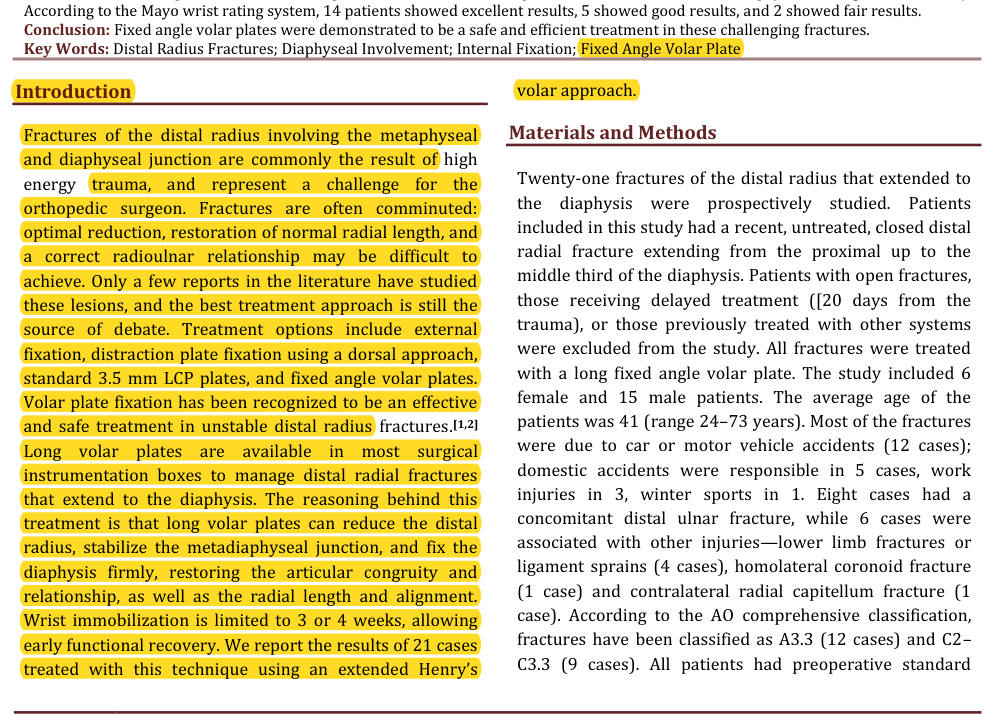 According to the Mayo wrist rating system, 14 patients showed excellent results, 5 showed good results, and 2 showed fair results.
Conclusion: Fixed angle volar plates were demonstrated to be a safe and efficient treatment in these challenging fractures.
Key Words: Distal Radius Fractures; Diaphyseal Involvement; Internal Fixation; Fixed Angle Volar Plate
Introduction
Fractures of the distal radius involving the metaphyseal
and diaphyseal junction are commonly the result of high
energy trauma, and represent a challenge for the
orthopedic surgeon. Fractures are often comminuted:
optimal reduction, restoration of normal radial length, and
a correct radioulnar relationship may be difficult to
achieve. Only a few reports in the literature have studied
these lesions, and the best treatment approach is still the
source of debate. Treatment options include external
fixation, distraction plate fixation using a dorsal approach,
standard 3.5 mm LCP plates, and fixed angle volar plates.
Volar plate fixation has been recognized to be an effective
and safe treatment in unstable distal radius fractures.[1,2]
Long volar plates are available in most surgical
instrumentation boxes to manage distal radial fractures
that extend to the diaphysis. The reasoning behind this
treatment is that long volar plates can reduce the distal
radius, stabilize the metadiaphyseal junction, and fix the
diaphysis firmly, restoring the articular congruity and
relationship, as well as the radial length and alignment.
Wrist immobilization is limited to 3 or 4 weeks, allowing
early functional recovery. We report the results of 21 cases
treated with this technique using an extended Henry's
volar approach.
Materials and Methods
Twenty-one fractures of the distal radius that extended to
the diaphysis were prospectively studied. Patients
included in this study had a recent, untreated, closed distal
radial fracture extending from the proximal up to the
middle third of the diaphysis. Patients with open fractures,
those receiving delayed treatment ([20 days from the
trauma), or those previously treated with other systems
were excluded from the study. All fractures were treated
with a long fixed angle volar plate. The study included 6
female and 15 male patients. The average age of the
patients was 41 (range 24–73 years). Most of the fractures
were due to car or motor vehicle accidents (12 cases);
domestic accidents were responsible in 5 cases, work
injuries in 3, winter sports in 1. Eight cases had a
concomitant distal ulnar fracture, while 6 cases were
associated with other injuries—lower limb fractures or
ligament sprains (4 cases), homolateral coronoid fracture
(1 case) and contralateral radial capitellum fracture (1
case). According to the AO comprehensive classification,
fractures have been classified as A3.3 (12 cases) and C2–
C3.3 (9 cases). All patients had preoperative standard